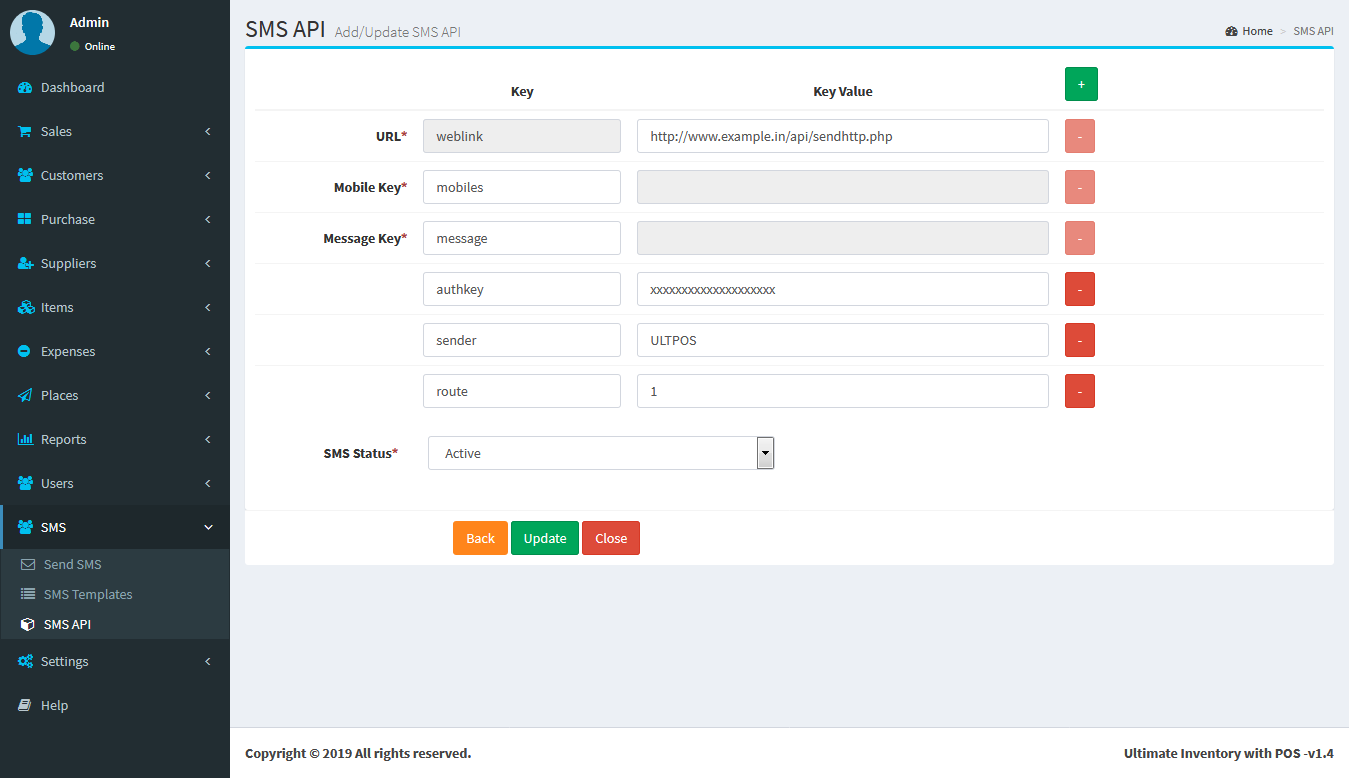 Admin
Online
Dashboard
Sales
Customers
Purchase
Suppliers
Items
Expenses
Places
Reports
Users
SMS
Send SMS
SMS Templates
SMS API
Settings
Help
SMS API Add/Update SMS API
Home > SMS API
Key Key Value +
URL* weblink http://www.example.in/api/sendhttp.php -
Mobile Key* mobiles -
Message Key* message -
authkey xxxxxxxxxxxxxxxxxxxx -
sender ULTPOS -
route 1 -
SMS Status* Active
Back Update Close
Copyright © 2019 All rights reserved. Ultimate Inventory with POS -v1.4